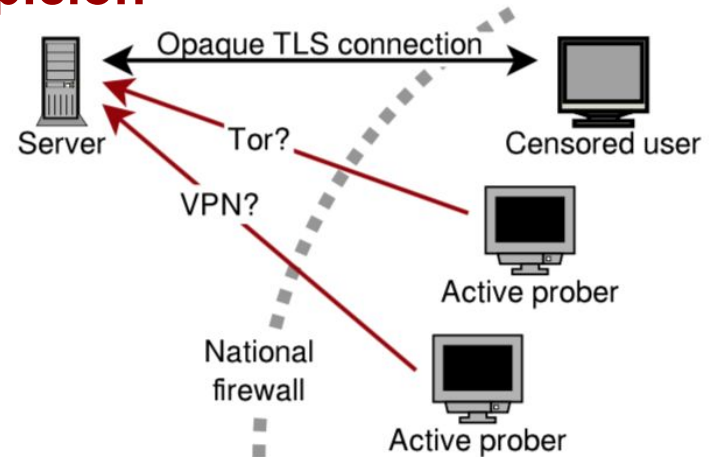 Opaque TLS connection
Server
Censored user
Tor?
VPN?
Active prober
National
firewall
Active prober